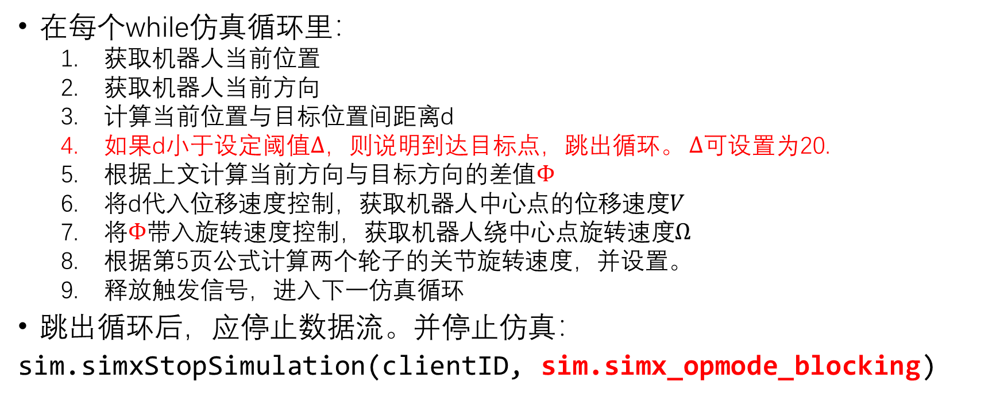 • 在每个while仿真循环里：
1. 获取机器人当前位置
2. 获取机器人当前方向
3. 计算当前位置与目标位置间距离d
4. 如果d小于设定阈值Δ，则说明到达目标点，跳出循环。Δ可设置为20.
5. 根据上文计算当前方向与目标方向的差值Φ
6. 将d代入位移速度控制，获取机器人中心点的位移速度V
7. 将Φ带入旋转速度控制，获取机器人绕中心点旋转速度Ω
8. 根据第5页公式计算两个轮子的关节旋转速度，并设置。
9. 释放触发信号，进入下一仿真循环
• 跳出循环后，应停止数据流。并停止仿真：
sim.simxStopSimulation(clientID, sim.simx_opmode_blocking)